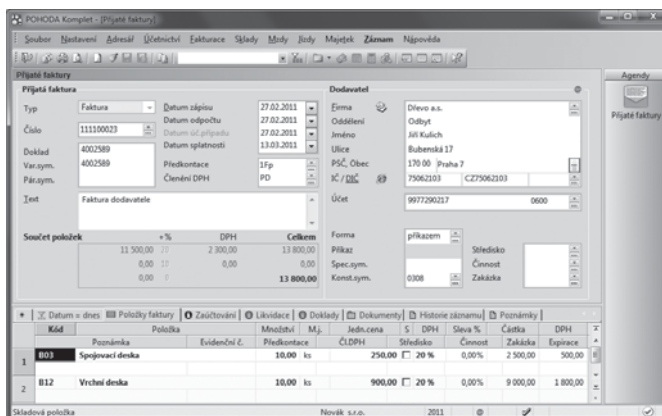 POHODA Komplet - [Přijaté faktury]
Soubor Nastavení Adresář Účetnictví Fakturace Sklady Mzdy Jízdy Majetek Záznam Nápověda
Přijaté faktury
Agendy
Přijaté faktury
Přijatá faktura
Typ Faktura
Číslo 111100023
Doklad 4002589
Var.sym. 4002589
Pár.sym.
Datum zápisu 27.02.2011
Datum odpočtu 27.02.2011
Datum úč.případu 27.02.2011
Datum splatnosti 13.03.2011
Předkontace 1Fp
Členění DPH PD
Text Faktura dodavatele
Součet položek +% DPH Celkem
11 500,00 20 2 300,00 13 800,00
0,00 10 0,00 0,00
0,00 0 13 800,00
Dodavatel
Firma Dřevo a.s.
Oddělení Odbyt
Jméno Jiří Kulich
Ulice Bubenská 17
PSČ, Obec 170 00 Praha 7
IČ / DIČ 75062103 CZ75062103
Účet 9977290217 0600
Forma příkazem
Příkaz Středisko
Spec.sym. Činnost
Konst.sym. 0308 Zakázka
Datum = dnes Položky faktury Zaúčtování Likvidace Doklady Dokumenty Historie záznamu Poznámky
Kód Položka Množství M.j. Jedn.cena S DPH Sleva % Částka DPH
Poznámka Evidenční č. Předkontace Čl.DPH Středisko Činnost Zakázka Expirace
1 B03 Spojovací deska 10,00 ks 250,00 20 % 0,00% 2 500,00 500,00
2 B12 Vrchní deska 10,00 ks 900,00 20 % 0,00% 9 000,00 1 800,00
Skladová položka Novák s.r.o. 2011 @